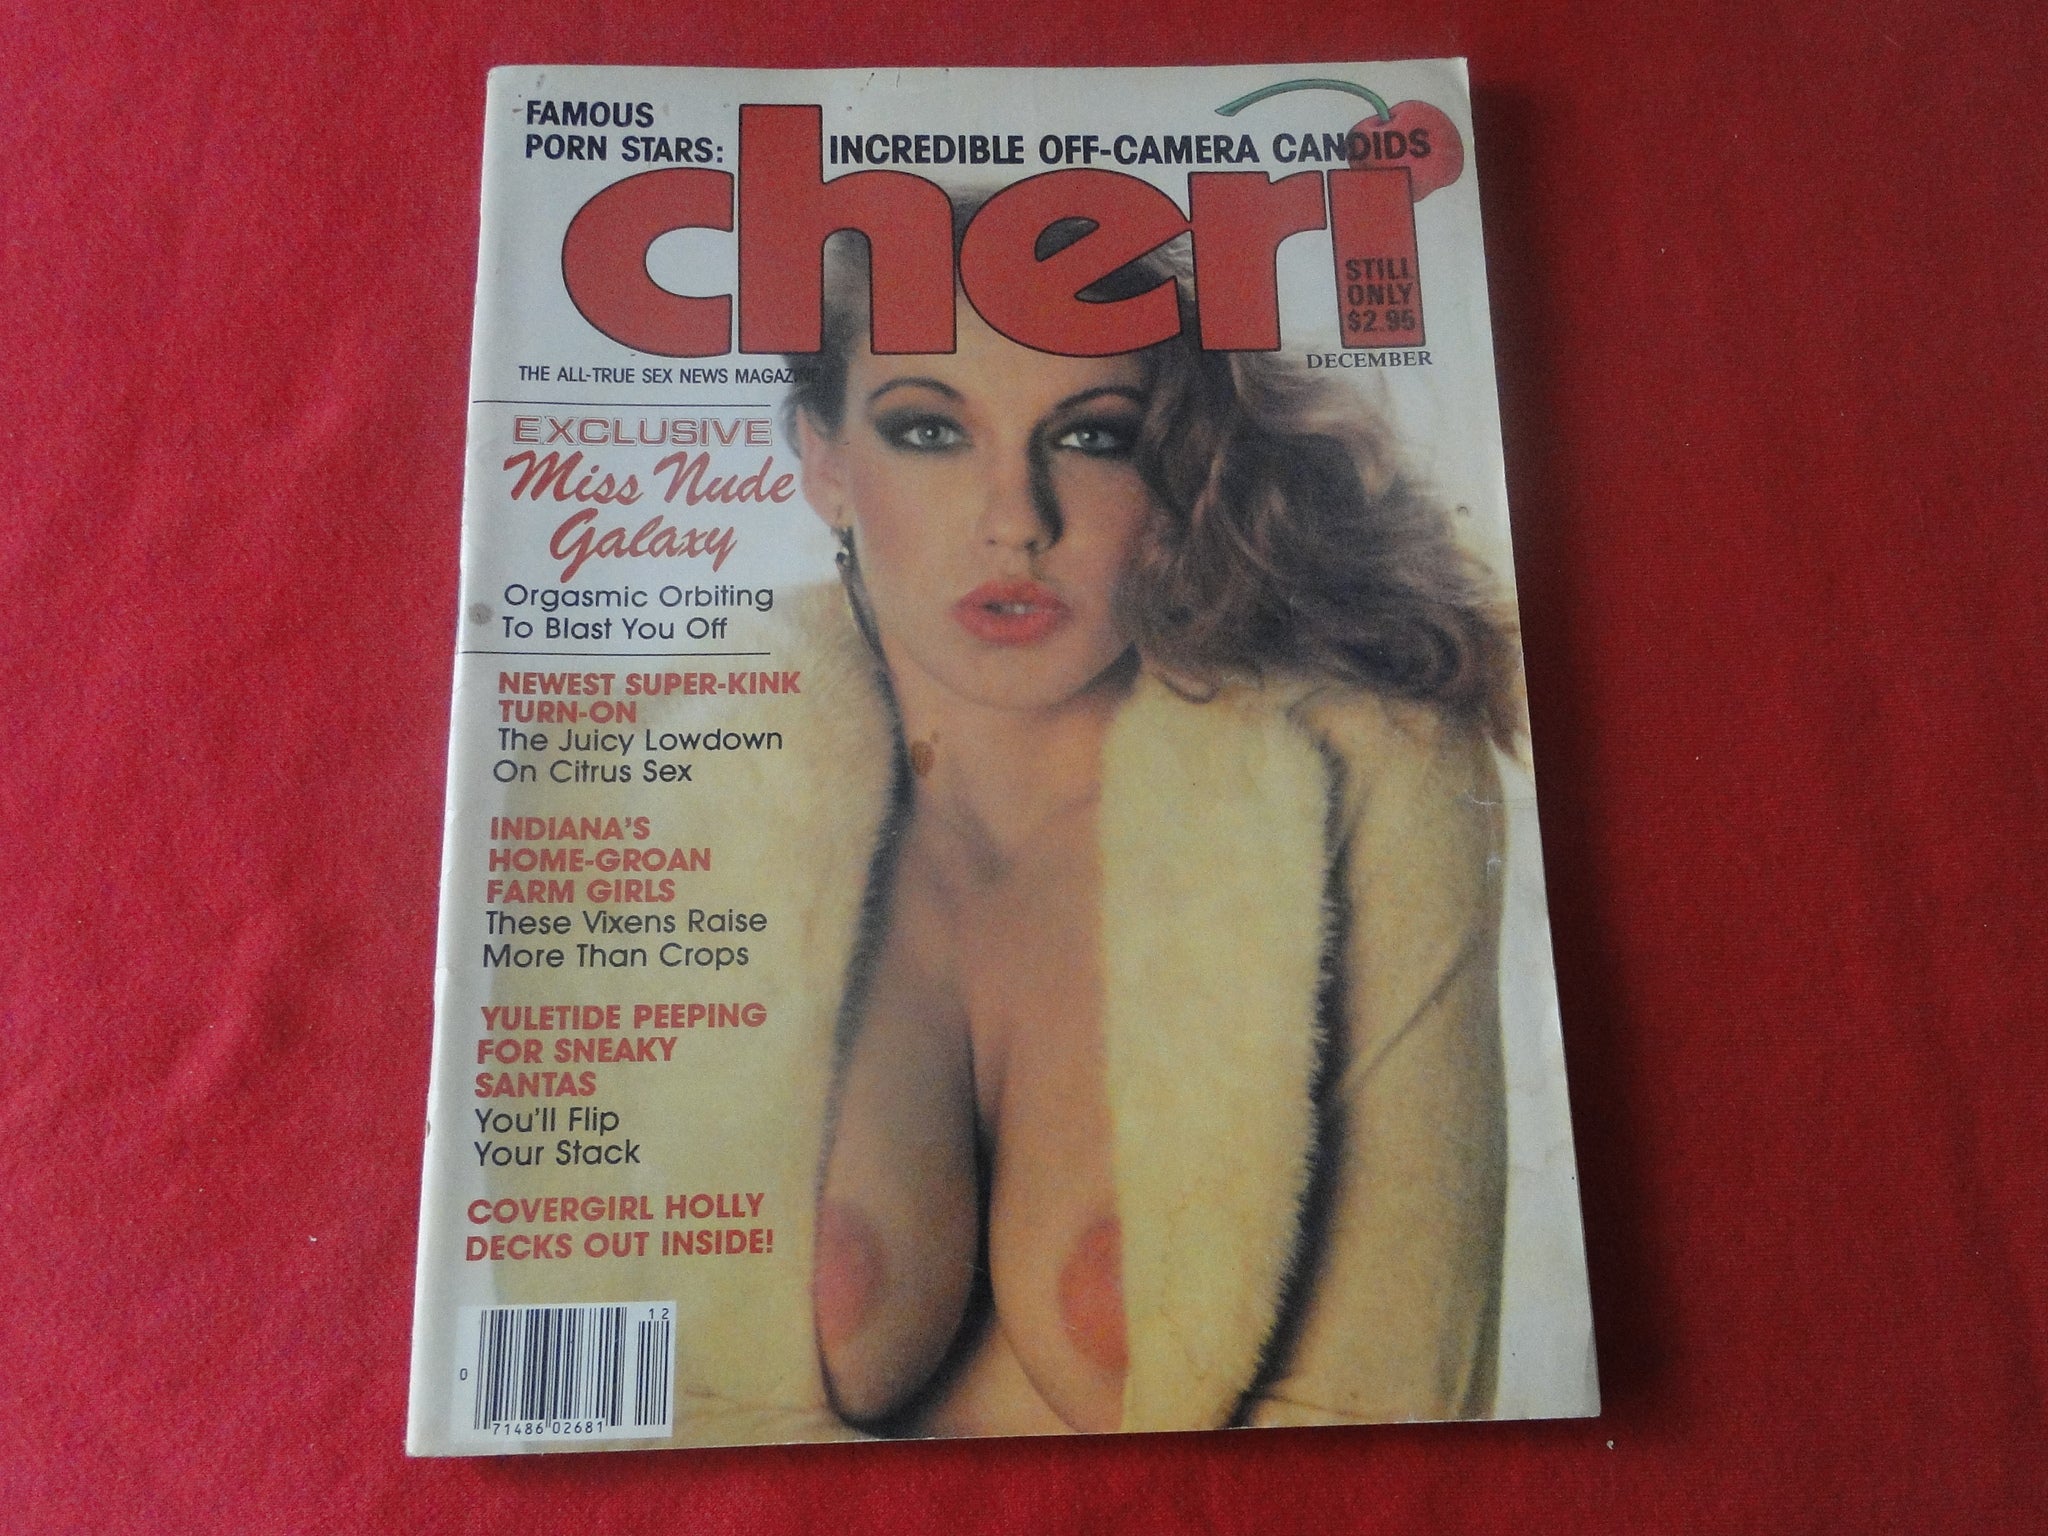 FAMOUS
PORN STARS: INCREDIBLE OFF-CAMERA CANDIDS
cheri
STILL
ONLY
$2.95
DECEMBER
THE ALL-TRUE SEX NEWS MAGAZINE
EXCLUSIVE
Miss Nude
Galaxy
Orgasmic Orbiting
To Blast You Off
NEWEST SUPER-KINK
TURN-ON
The Juicy Lowdown
On Citrus Sex
INDIANA'S
HOME-GROAN
FARM GIRLS
These Vixens Raise
More Than Crops
YULETIDE PEEPING
FOR SNEAKY
SANTAS
You'll Flip
Your Stack
COVERGIRL HOLLY
DECKS OUT INSIDE!
12
0 71486 02681